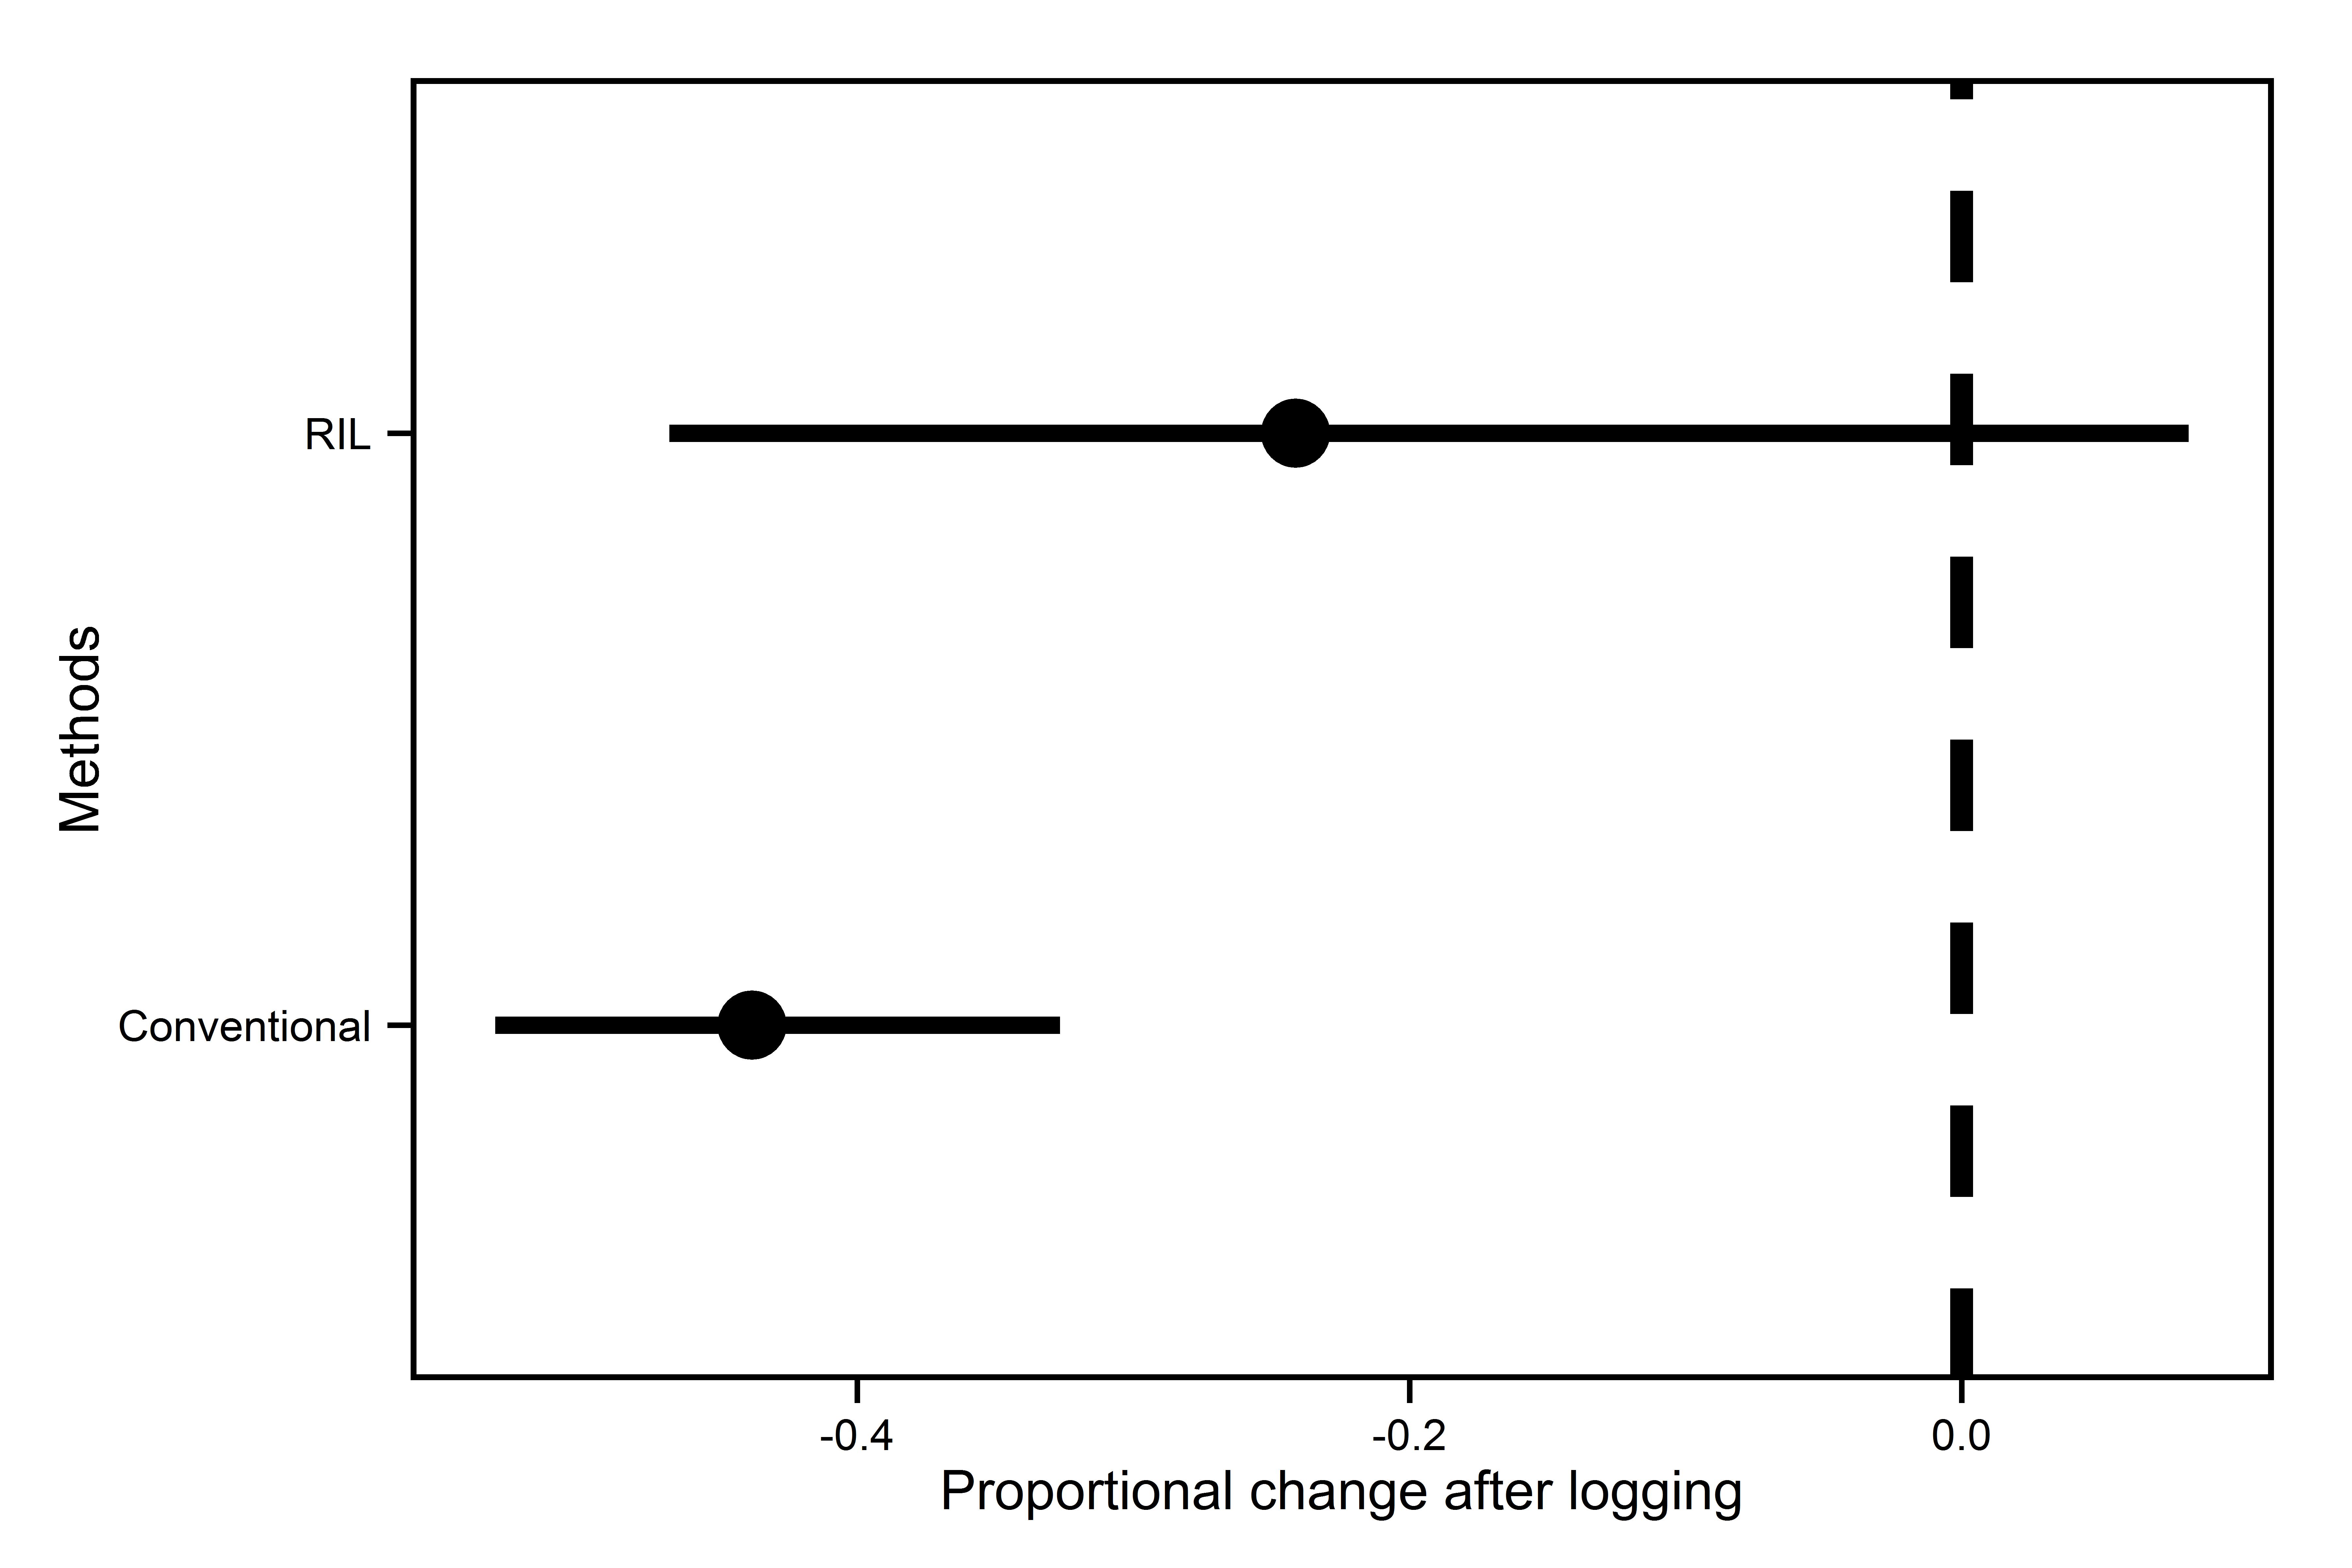 RIL
Methods
Conventional
-0.4
-0.2
0.0
Proportional change after logging